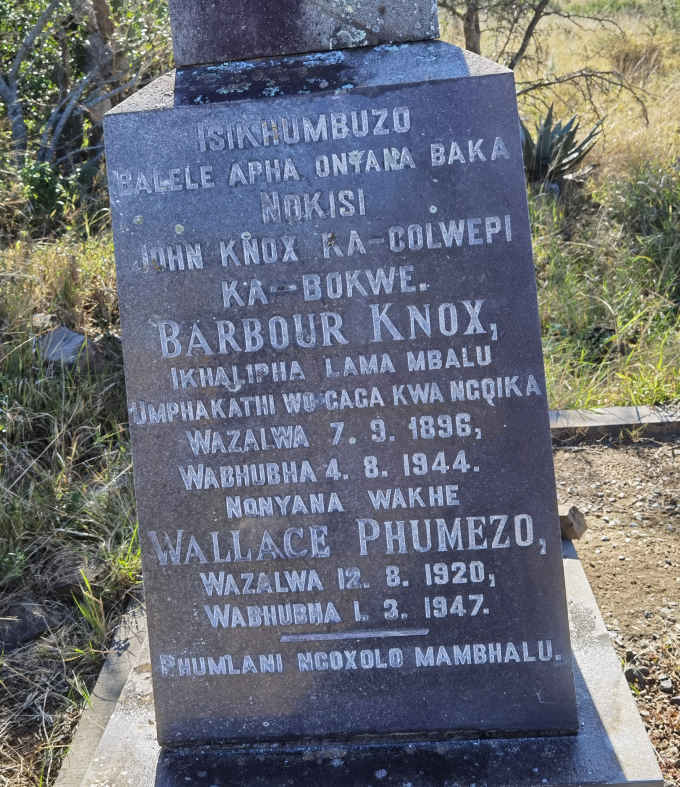 ISIKHUMBUZO
BALELE APHA ONYANA BAKA
NOKISI
JOHN KNOX KA-COLWEPI
KA-BOKWE.
BARBOUR KNOX,
IKHALIPHA LAMA MBALU
UMPHAKATHI WO GAGA KWA NGQIKA
WAZALWA 7. 9. 1896,
WABHUBHA 4. 8. 1944.
NONYANA WAKHE
WALLACE PHUMEZO,
WAZALWA 12. 8. 1920,
WABHUBHA 1. 3. 1947.
PHUMLANI NGOXOLO MAMBHALU.